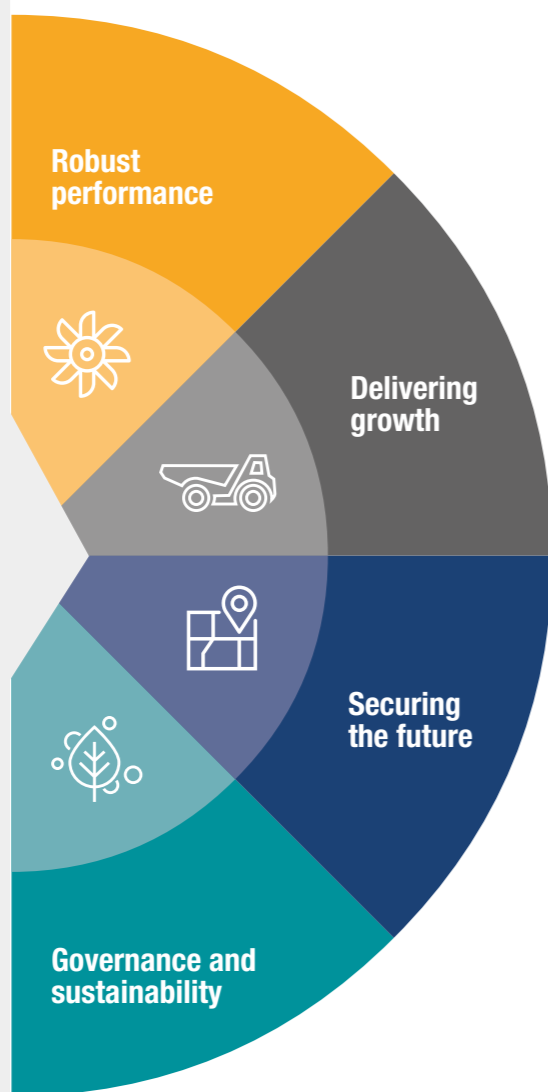 Robust
performance
Delivering
growth
Securing
the future
Governance and
sustainability